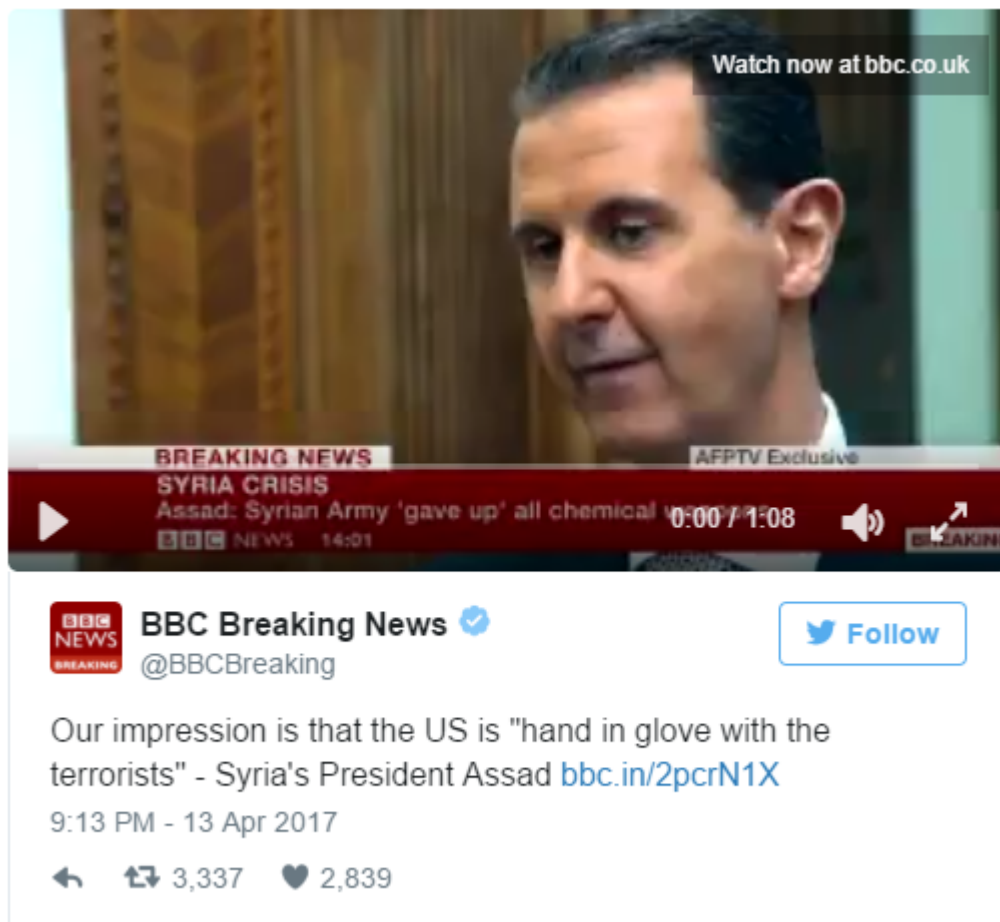 Watch now at bbc.co.uk
BREAKING NEWS
AFPTV Exclusive
SYRIA CRISIS
Assad: Syrian Army 'gave up' all chemical
0:00 / 1:08
BBC NEWS 14:01
BBC
NEWS
BREAKING
BBC Breaking News
@BBCBreaking
Follow
Our impression is that the US is "hand in glove with the
terrorists" - Syria's President Assad bbc.in/2pcrN1X
9:13 PM - 13 Apr 2017
3,337 2,839